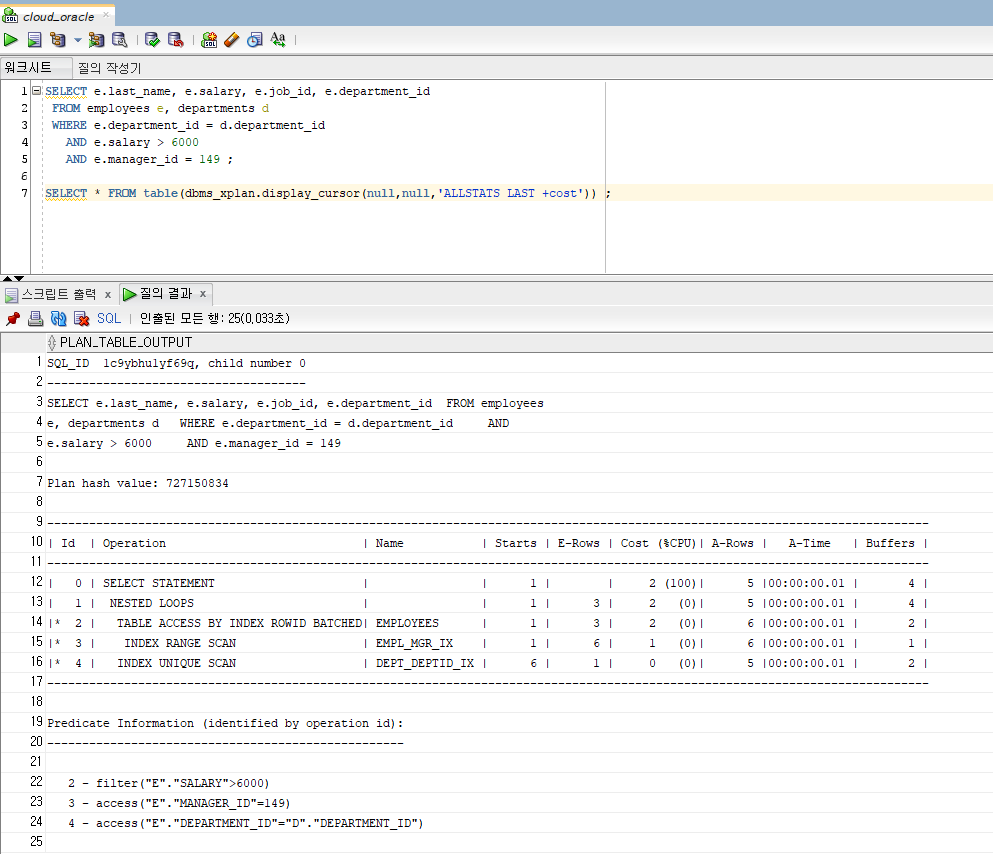 cloud_oracle
워크시트 질의 작성기
1 SELECT e.last_name, e.salary, e.job_id, e.department_id
2 FROM employees e, departments d
3 WHERE e.department_id = d.department_id
4 AND e.salary > 6000
5 AND e.manager_id = 149 ;
6
7 SELECT * FROM table(dbms_xplan.display_cursor(null,null,'ALLSTATS LAST +cost')) ;
스크립트 출력 x 질의 결과 x
SQL | 인출된 모든 행: 25(0,033초)
PLAN_TABLE_OUTPUT
1 SQL_ID 1c9ybhu1yf69q, child number 0
2 -------------------------------------
3 SELECT e.last_name, e.salary, e.job_id, e.department_id FROM employees
4 e, departments d WHERE e.department_id = d.department_id AND
5 e.salary > 6000 AND e.manager_id = 149
6
7 Plan hash value: 727150834
8
9 ------------------------------------------------------------------------------------------------------------------------------
10 | Id | Operation | Name | Starts | E-Rows | Cost (%CPU)| A-Rows | A-Time | Buffers |
11 ------------------------------------------------------------------------------------------------------------------------------
12 | 0 | SELECT STATEMENT | | 1 | | 2 (100)| 5 |00:00:00.01 | 4 |
13 | 1 | NESTED LOOPS | | 1 | 3 | 2 (0)| 5 |00:00:00.01 | 4 |
14 |* 2 | TABLE ACCESS BY INDEX ROWID BATCHED| EMPLOYEES | 1 | 3 | 2 (0)| 6 |00:00:00.01 | 2 |
15 |* 3 | INDEX RANGE SCAN | EMPL_MGR_IX | 1 | 6 | 1 (0)| 6 |00:00:00.01 | 1 |
16 |* 4 | INDEX UNIQUE SCAN | DEPT_DEPTID_IX | 6 | 1 | 0 (0)| 5 |00:00:00.01 | 2 |
17 ------------------------------------------------------------------------------------------------------------------------------
18
19 Predicate Information (identified by operation id):
20 ---------------------------------------------------
21
22 2 - filter("E"."SALARY">6000)
23 3 - access("E"."MANAGER_ID"=149)
24 4 - access("E"."DEPARTMENT_ID"="D"."DEPARTMENT_ID")
25